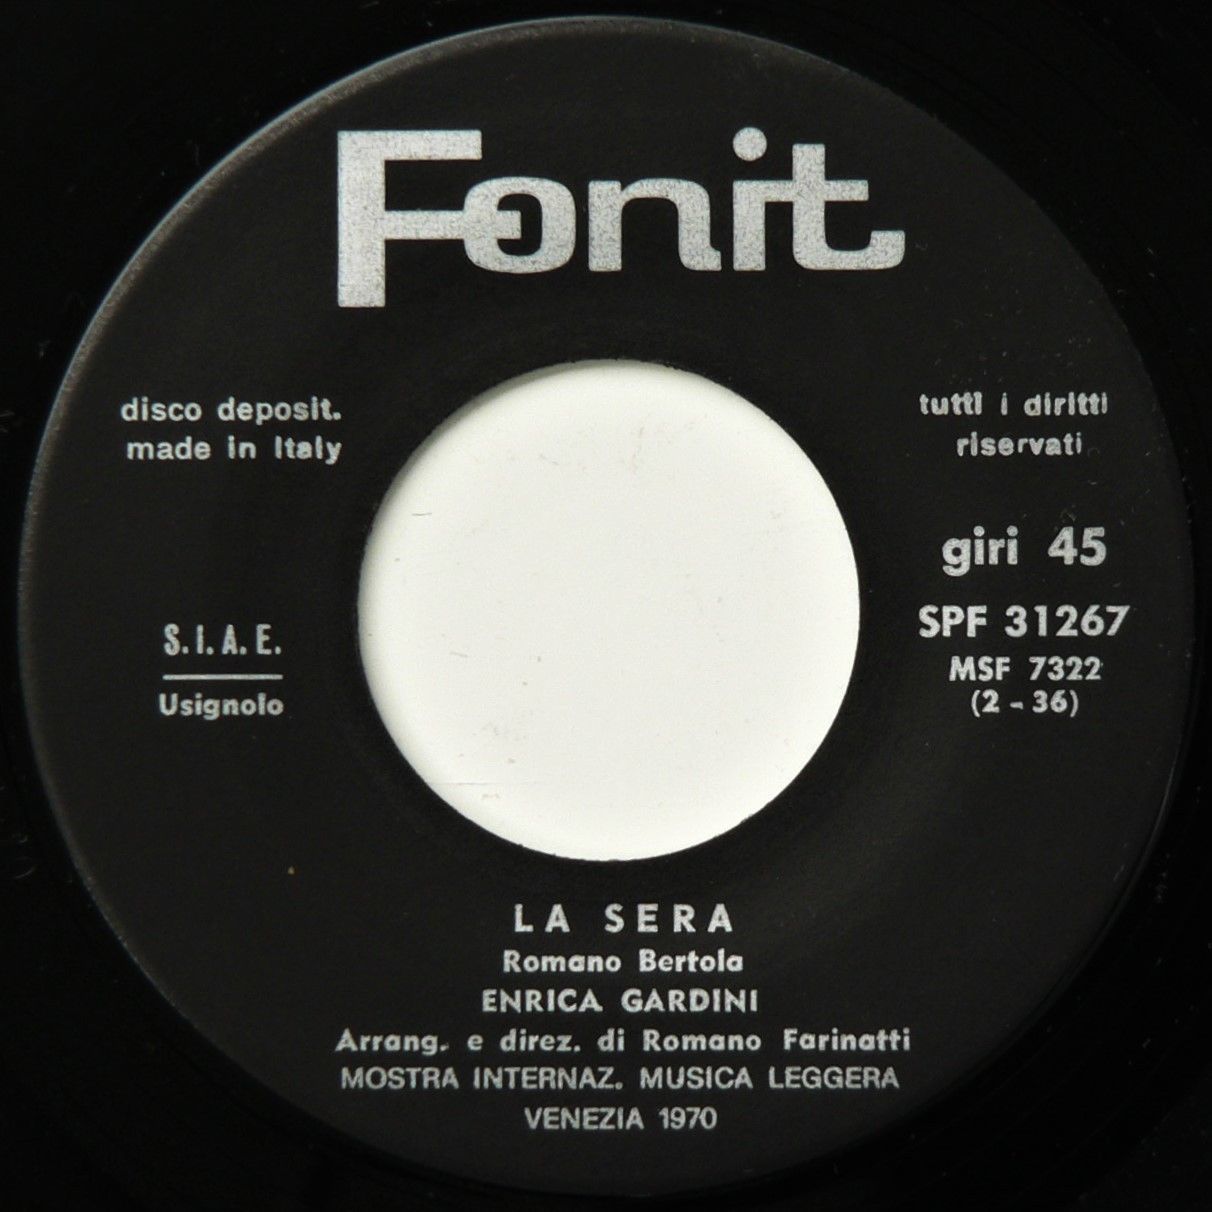 Fonit
disco deposit.
made in Italy
tutti i diritti
riservati
giri 45
SPF 31267
MSF 7322
(2 - 36)
S.I.A.E.
Usignolo
LA SERA
Romano Bertola
ENRICA GARDINI
Arrang. e direz. di Romano Farinatti
MOSTRA INTERNAZ. MUSICA LEGGERA
VENEZIA 1970